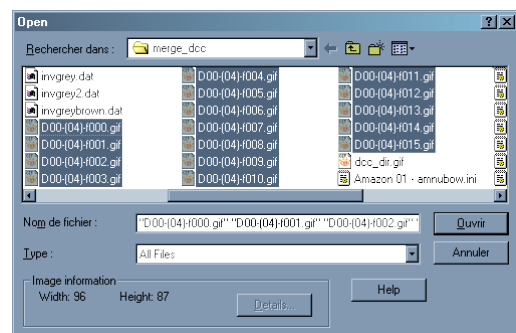 Open
Rechercher dans :
merge_dcc
invgrey.dat
invgrey2.dat
invgreybrown.dat
D00-(04)-f000.gif
D00-(04)-f001.gif
D00-(04)-f002.gif
D00-(04)-f003.gif
D00-(04)-f004.gif
D00-(04)-f005.gif
D00-(04)-f006.gif
D00-(04)-f007.gif
D00-(04)-f008.gif
D00-(04)-f009.gif
D00-(04)-f010.gif
D00-(04)-f011.gif
D00-(04)-f012.gif
D00-(04)-f013.gif
D00-(04)-f014.gif
D00-(04)-f015.gif
dcc_dir.gif
Amazon 01 - amnubow.ini
Nom de fichier :
"D00-(04)-f000.gif" "D00-(04)-f001.gif" "D00-(04)-f002.gif" "
Ouvrir
Type :
All Files
Annuler
Image information
Width: 96 Height: 87
Details...
Help